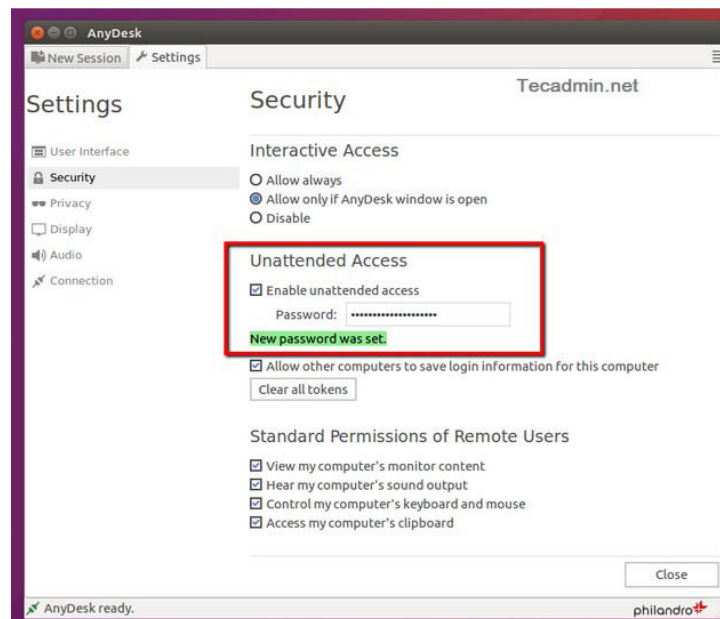 AnyDesk
New Session
Settings
Tecadmin.net
Settings
User Interface
Security
Privacy
Display
Audio
Connection
Security
Interactive Access
Allow always
Allow only if AnyDesk window is open
Disable
Unattended Access
Enable unattended access
Password: ••••••••••••••••••••
New password was set.
Allow other computers to save login information for this computer
Clear all tokens
Standard Permissions of Remote Users
View my computer's monitor content
Hear my computer's sound output
Control my computer's keyboard and mouse
Access my computer's clipboard
Close
AnyDesk ready.
philandro